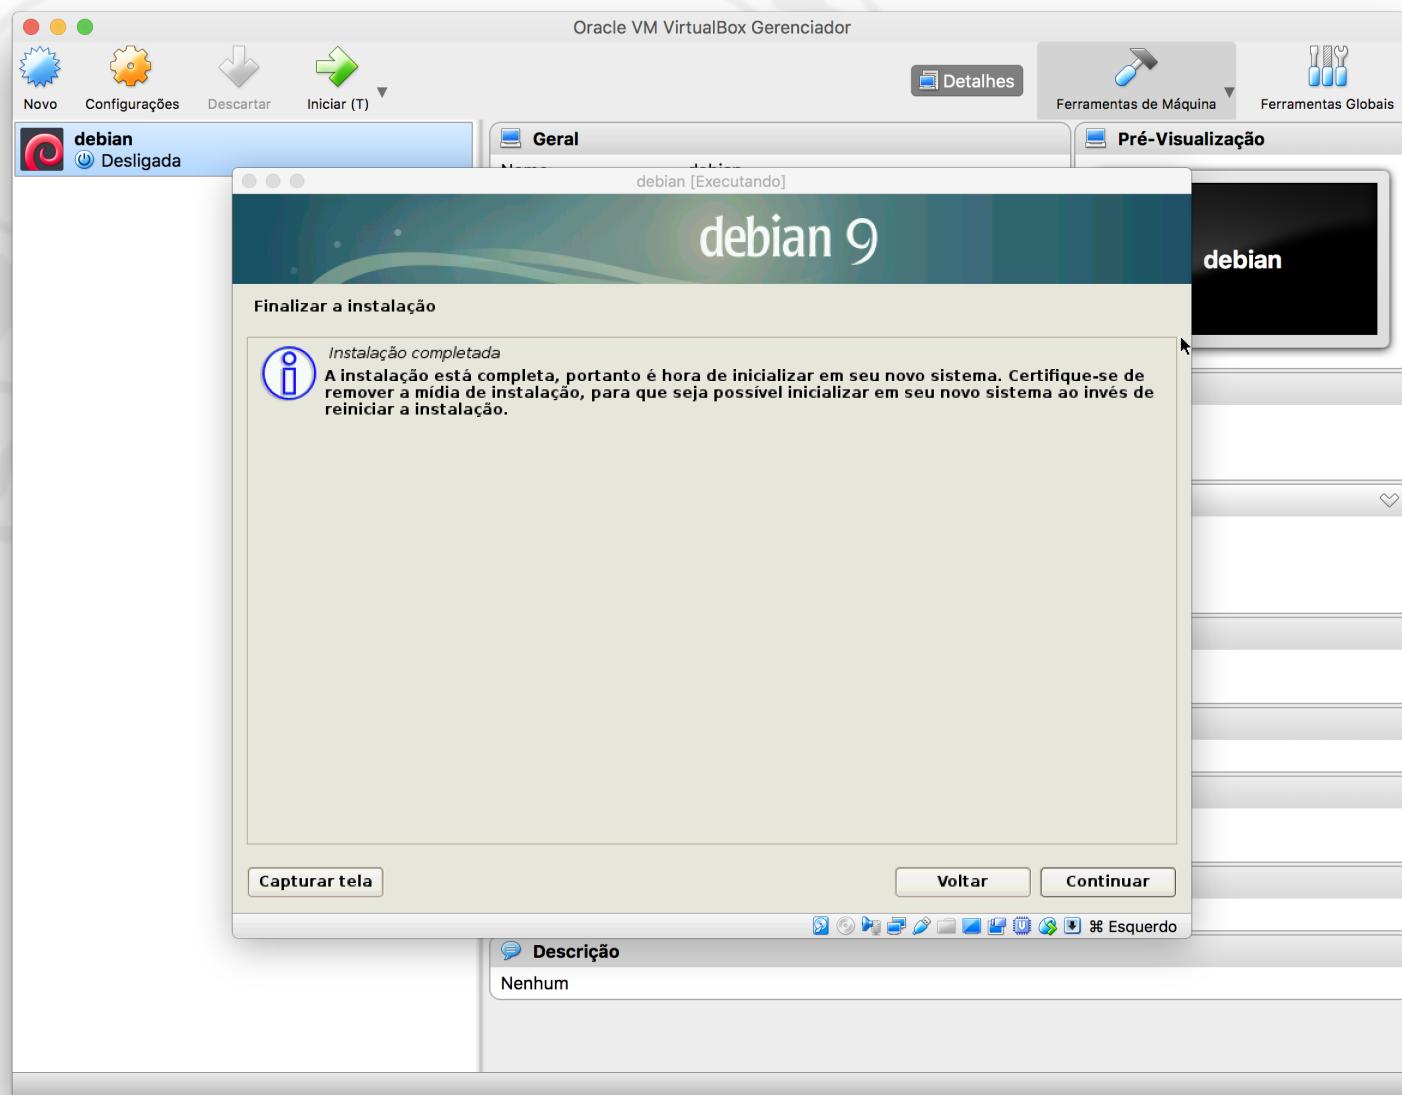 Oracle VM VirtualBox Gerenciador
Novo
Configurações
Descartar
Iniciar (T)
Detalhes
Ferramentas de Máquina
Ferramentas Globais
debian
Desligada
Geral
Pré-Visualização
debian [Executando]
debian 9
debian
Finalizar a instalação
Instalação completada
A instalação está completa, portanto é hora de inicializar em seu novo sistema. Certifique-se de
remover a mídia de instalação, para que seja possível inicializar em seu novo sistema ao invés de
reiniciar a instalação.
Capturar tela
Voltar
Continuar
⌘ Esquerdo
Descrição
Nenhum